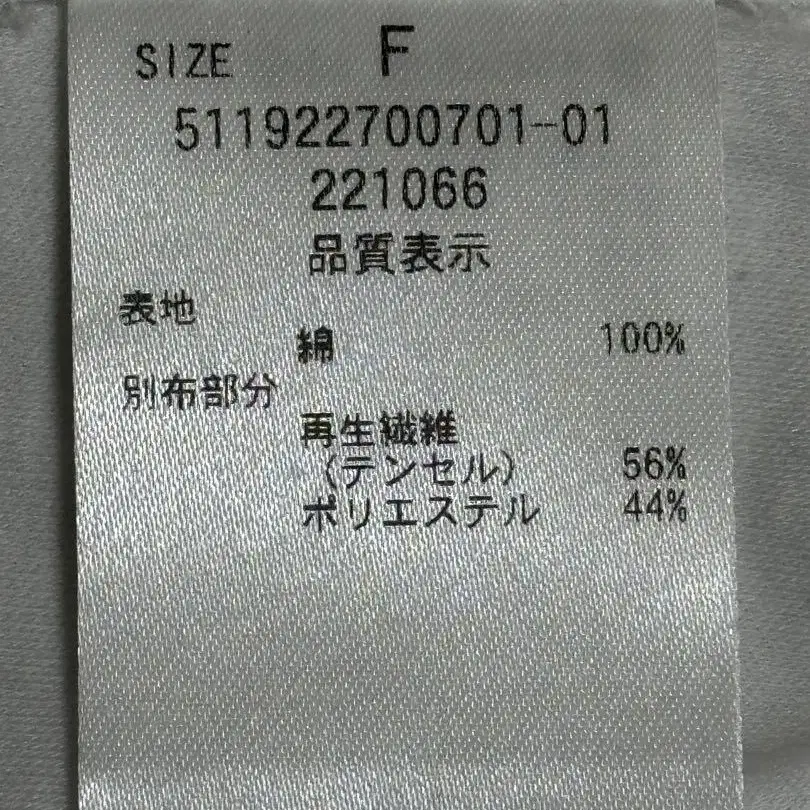 SIZE F
511922700701-01
221066
品質表示
表地
綿 100%
別布部分
再生繊維
(テンセル) 56%
ポリエステル 44%